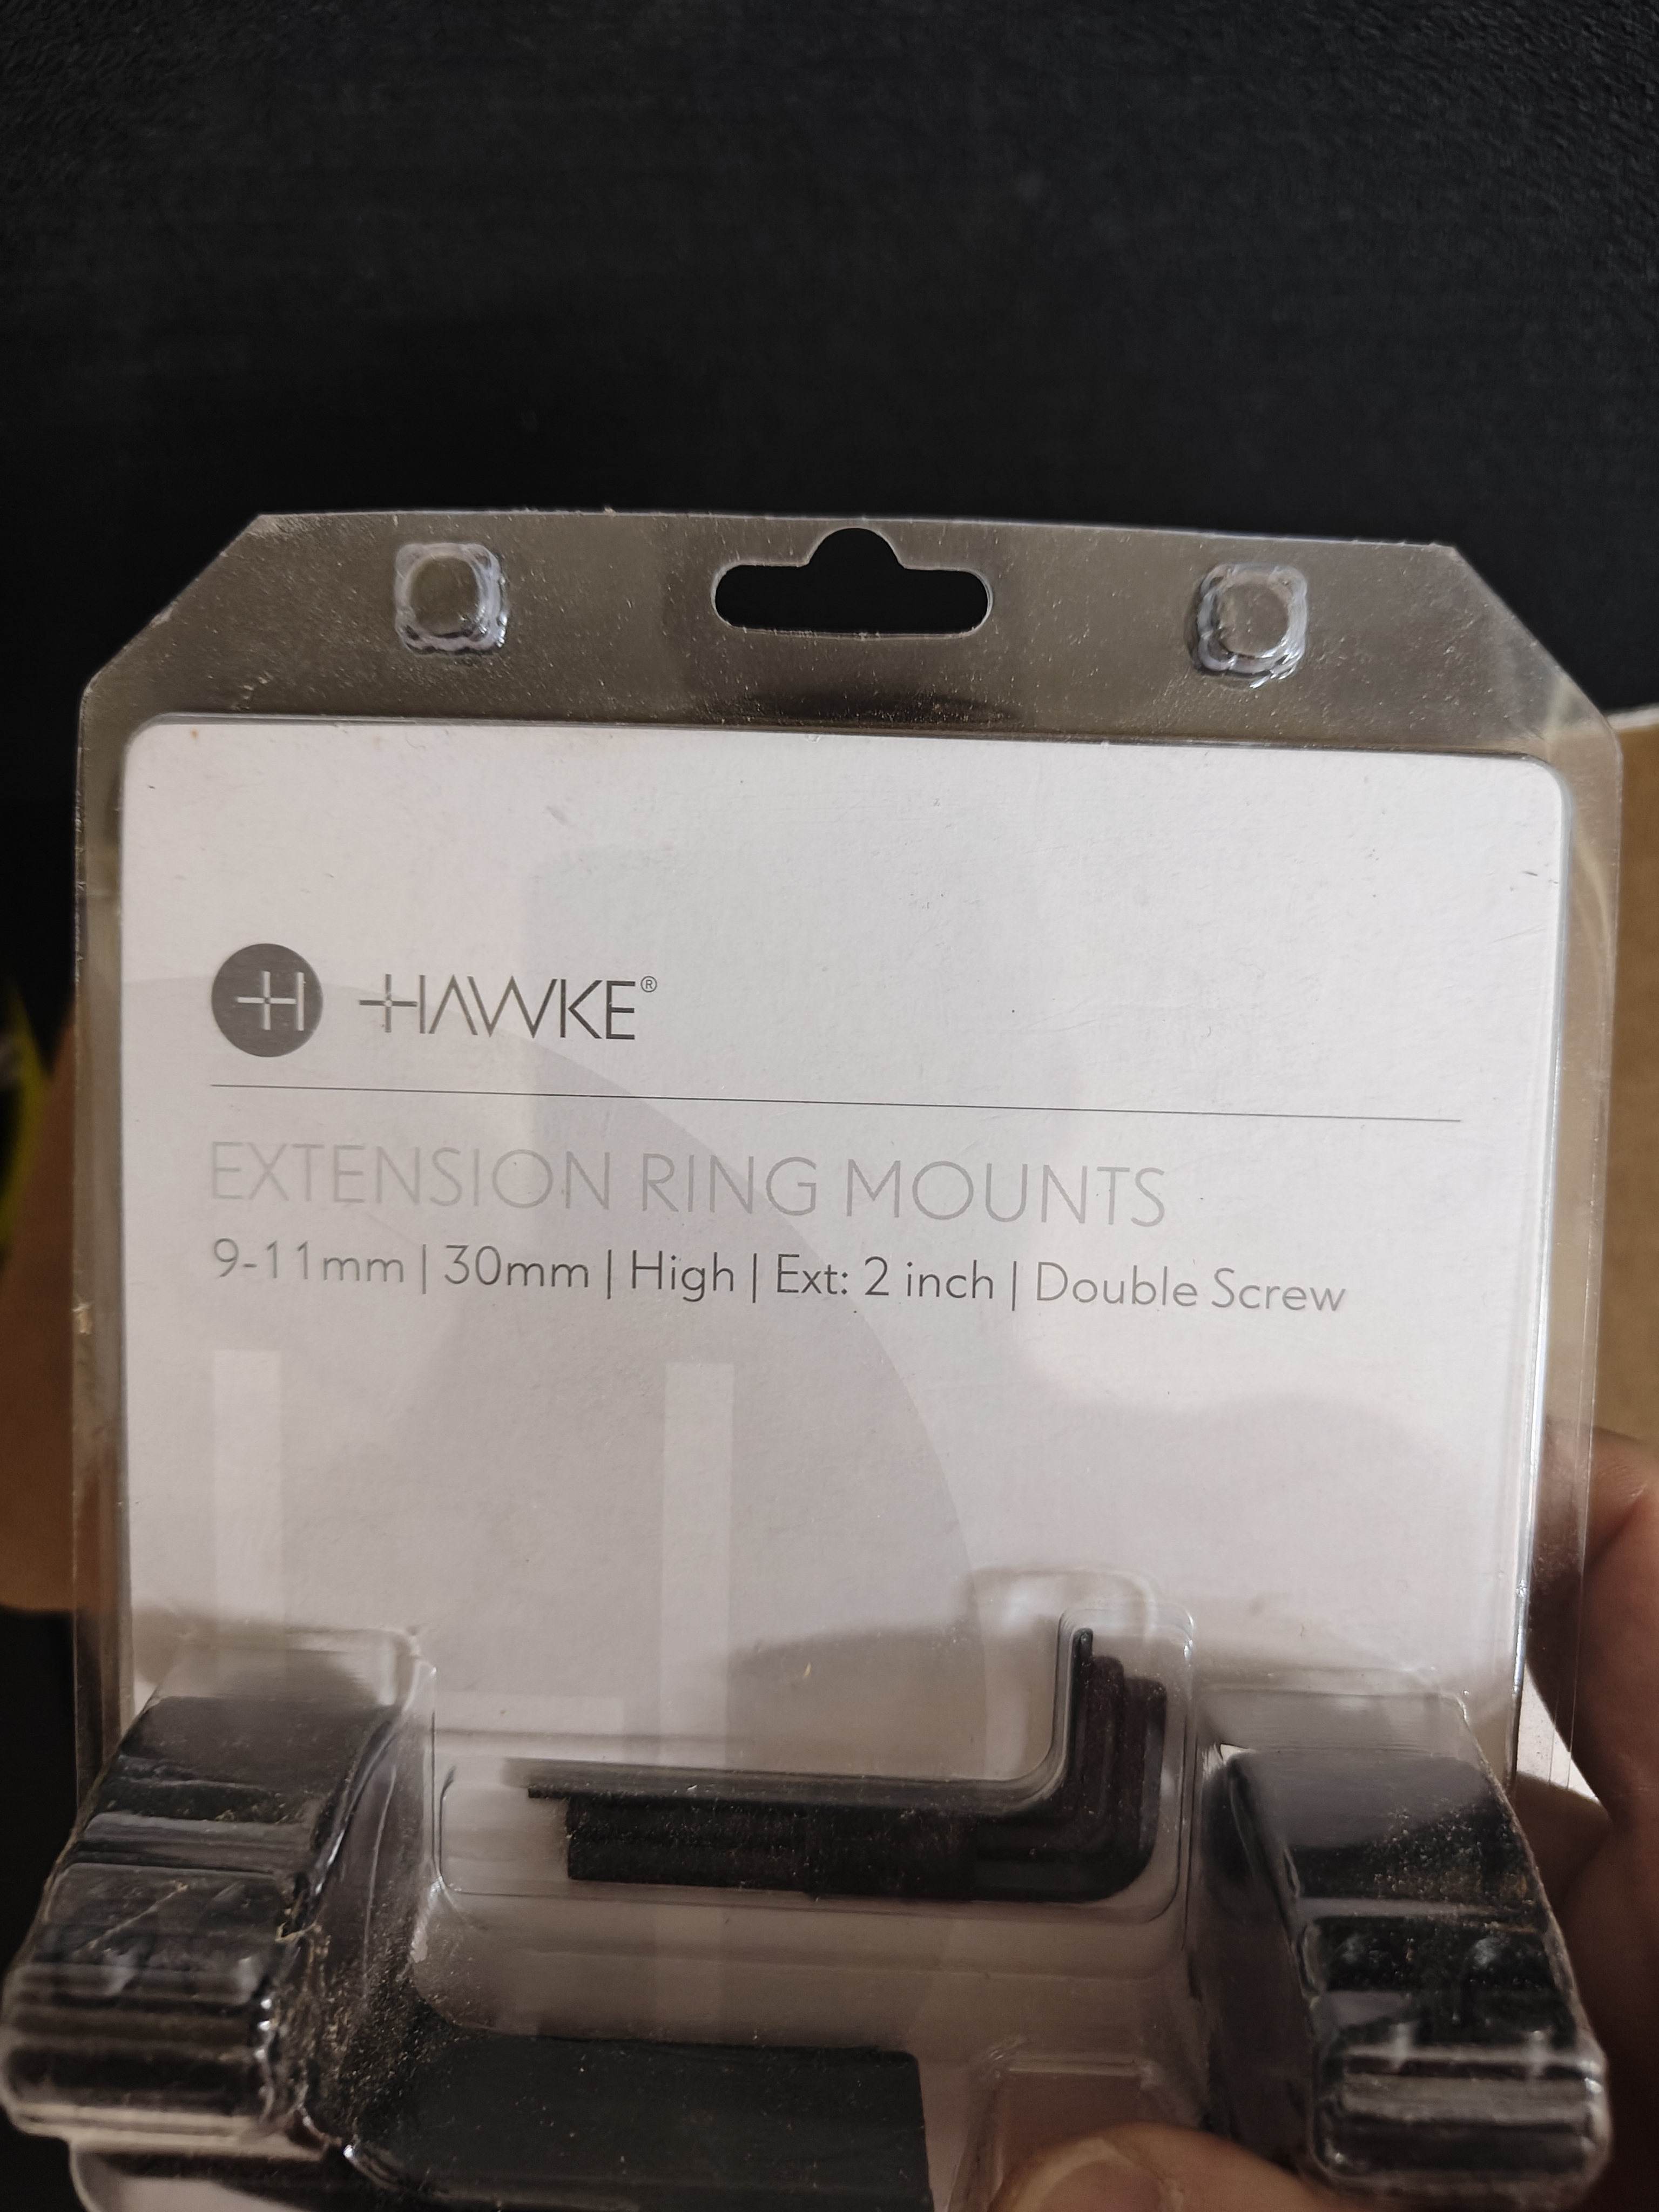 HAWKE®
EXTENSION RING MOUNTS
9-11mm | 30mm | High | Ext: 2 inch | Double Screw